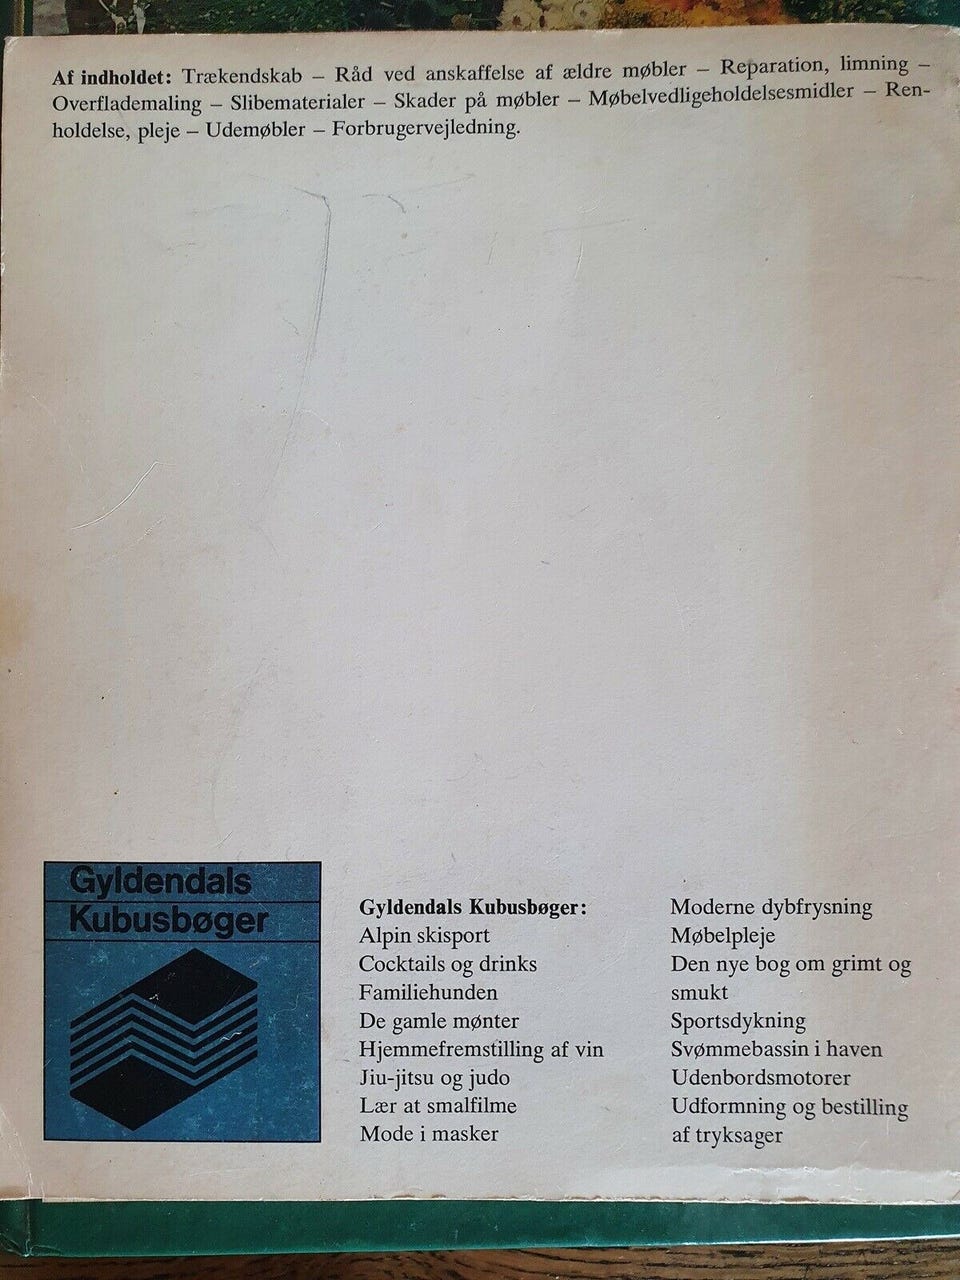 Af indholdet: Trækendskab – Råd ved anskaffelse af ældre møbler – Reparation, limning –
Overflademaling – Slibematerialer – Skader på møbler – Møbelvedligeholdelsesmidler – Ren-
holdelse, pleje – Udemøbler – Forbrugervejledning.
Gyldendals
Kubusbøger
Gyldendals Kubusbøger:
Alpin skisport
Cocktails og drinks
Familiehunden
De gamle mønter
Hjemmefremstilling af vin
Jiu-jitsu og judo
Lær at smalfilme
Mode i masker
Moderne dybfrysning
Møbelpleje
Den nye bog om grimt og
smukt
Sportsdykning
Svømmebassin i haven
Udenbordsmotorer
Udformning og bestilling
af tryksager